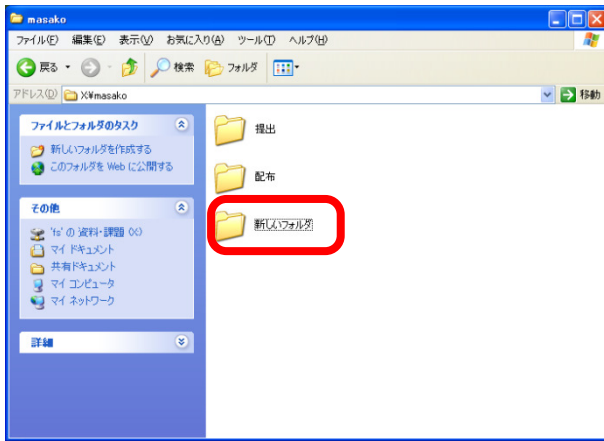 masako
ファイル(F) 編集(E) 表示(V) お気に入り(A) ツール(T) ヘルプ(H)
戻る 検索 フォルダ
アドレス(D) X:¥masako 移動
ファイルとフォルダのタスク
新しいフォルダを作成する
このフォルダを Web に公開する
その他
'fs' の 資料・課題 (X)
マイ ドキュメント
共有ドキュメント
マイ コンピュータ
マイ ネットワーク
詳細
提出
配布
新しいフォルダ